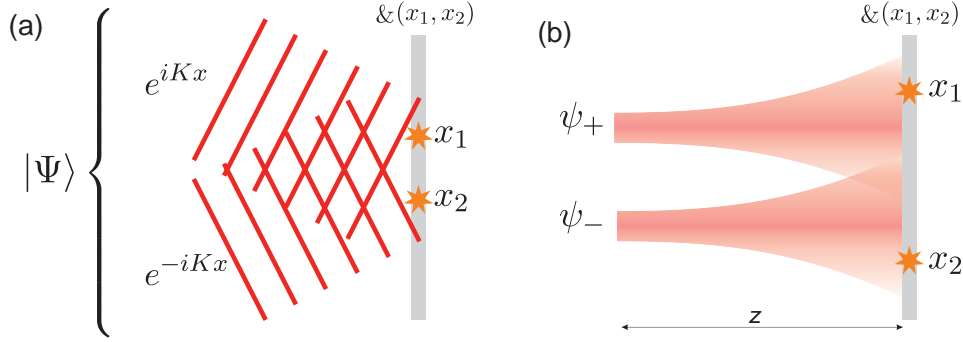 (a)
|Ψ⟩
e^{iKx}
e^{-iKx}
&(x₁, x₂)
x₁
x₂
(b)
&(x₁, x₂)
ψ₊
ψ₋
x₁
x₂
z